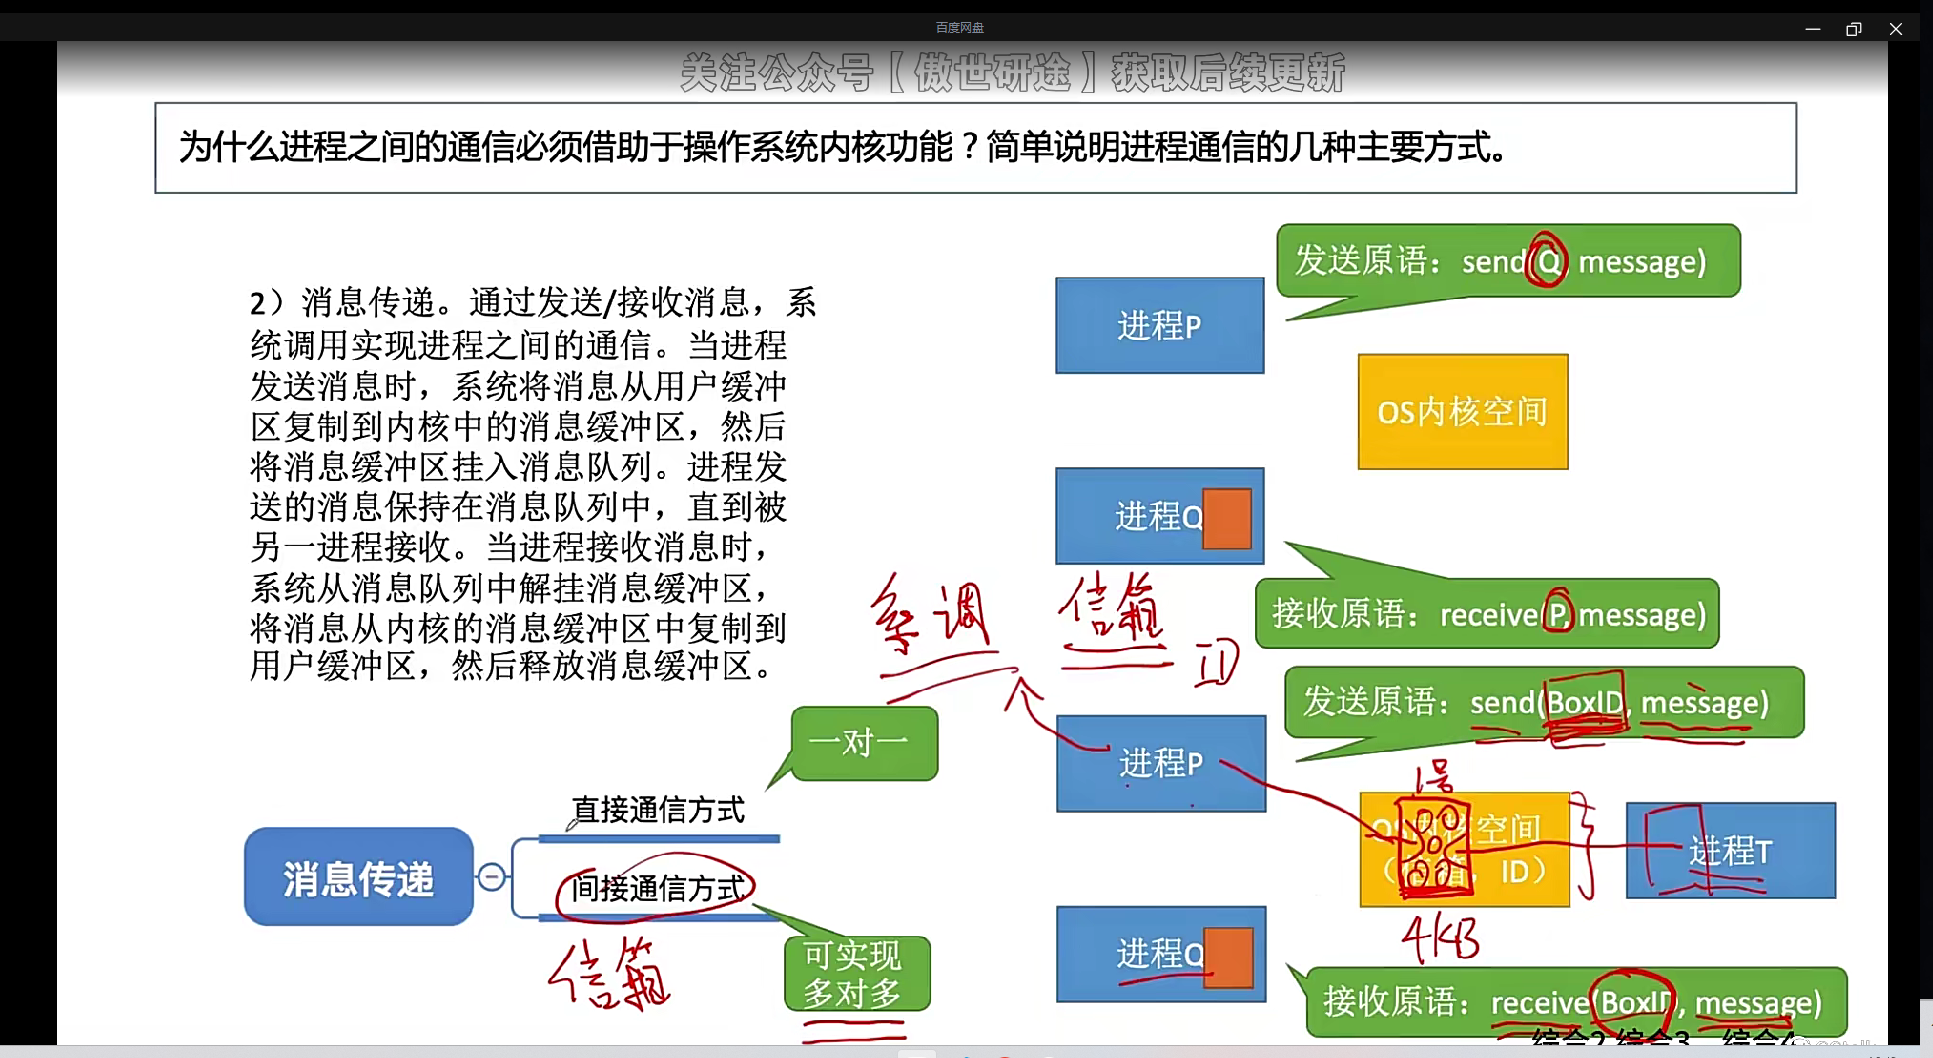 百度网盘
关注公众号【傲世研途】获取后续更新
为什么进程之间的通信必须借助于操作系统内核功能？简单说明进程通信的几种主要方式。
发送原语：send(Q, message)
进程P
OS内核空间
进程Q
接收原语：receive(P, message)
2）消息传递。通过发送/接收消息，系
统调用实现进程之间的通信。当进程
发送消息时，系统将消息从用户缓冲
区复制到内核中的消息缓冲区，然后
将消息缓冲区挂入消息队列。进程发
送的消息保持在消息队列中，直到被
另一进程接收。当进程接收消息时，
系统从消息队列中解挂消息缓冲区，
将消息从内核的消息缓冲区中复制到
用户缓冲区，然后释放消息缓冲区。
系调
信箱
ID
发送原语：send(BoxID, message)
进程P
1号
OS内核空间
（信箱，ID）
进程T
4KB
进程Q
接收原语：receive(BoxID, message)
一对一
直接通信方式
消息传递
间接通信方式
信箱
可实现
多对多
综合2 综合3 综合4